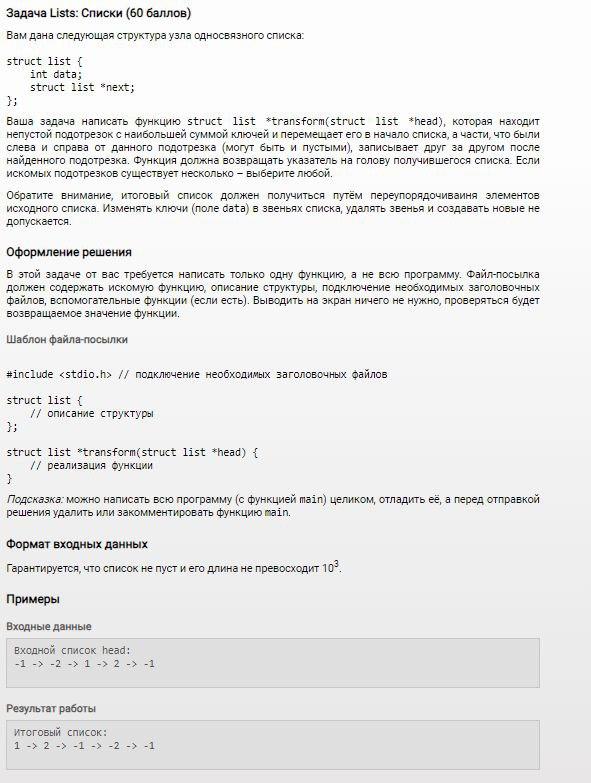 Задача Lists: Списки (60 баллов)
Вам дана следующая структура узла односвязного списка:
struct list {
    int data;
    struct list *next;
};
Ваша задача написать функцию struct list *transform(struct list *head), которая находит
непустой подотрезок с наибольшей суммой ключей и перемещает его в начало списка, а части, что были
слева и справа от данного подотрезка (могут быть и пустыми), записывает друг за другом после
найденного подотрезка. Функция должна возвращать указатель на голову получившегося списка. Если
искомых подотрезков существует несколько – выберите любой.
Обратите внимание, итоговый список должен получиться путём переупорядочиваиня элементов
исходного списка. Изменять ключи (поле data) в звеньях списка, удалять звенья и создавать новые не
допускается.
Оформление решения
В этой задаче от вас требуется написать только одну функцию, а не всю программу. Файл-посылка
должен содержать искомую функцию, описание структуры, подключение необходимых заголовочных
файлов, вспомогательные функции (если есть). Выводить на экран ничего не нужно, проверяться будет
возвращаемое значение функции.
Шаблон файла-посылки
#include <stdio.h> // подключение необходимых заголовочных файлов
struct list {
    // описание структуры
};
struct list *transform(struct list *head) {
    // реализация функции
}
Подсказка: можно написать всю программу (с функцией main) целиком, отладить её, а перед отправкой
решения удалить или закомментировать функцию main.
Формат входных данных
Гарантируется, что список не пуст и его длина не превосходит 10³.
Примеры
Входные данные
Входной список head:
-1 -> -2 -> 1 -> 2 -> -1
Результат работы
Итоговый список:
1 -> 2 -> -1 -> -2 -> -1